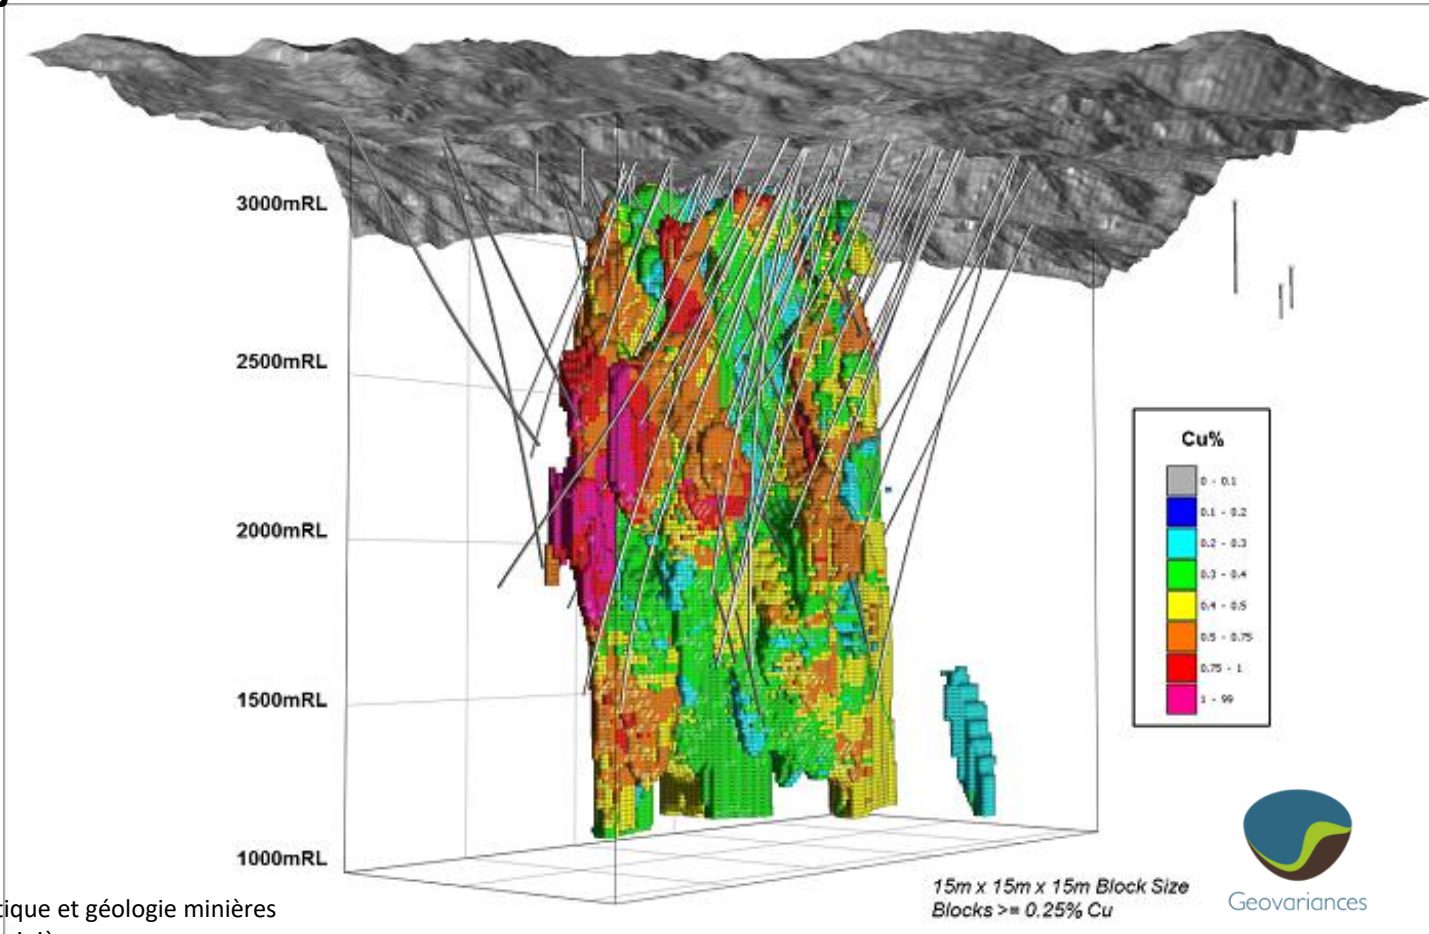 3000mRL
2500mRL
2000mRL
1500mRL
1000mRL
Cu%
0 - 0.1
0.1 - 0.2
0.2 - 0.3
0.3 - 0.4
0.4 - 0.5
0.5 - 0.75
0.75 - 1
1 - 99
15m x 15m x 15m Block Size
Blocks >= 0.25% Cu
Geovariances
et géologie minières